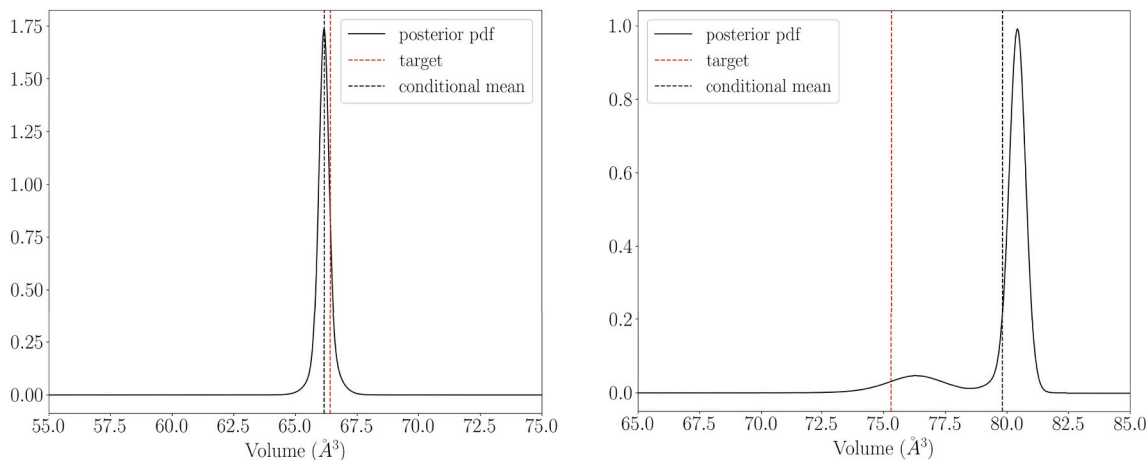 1.75
1.50
1.25
1.00
0.75
0.50
0.25
0.00
55.0 57.5 60.0 62.5 65.0 67.5 70.0 72.5 75.0
Volume (Å³)
posterior pdf
target
conditional mean
1.0
0.8
0.6
0.4
0.2
0.0
65.0 67.5 70.0 72.5 75.0 77.5 80.0 82.5 85.0
Volume (Å³)
posterior pdf
target
conditional mean